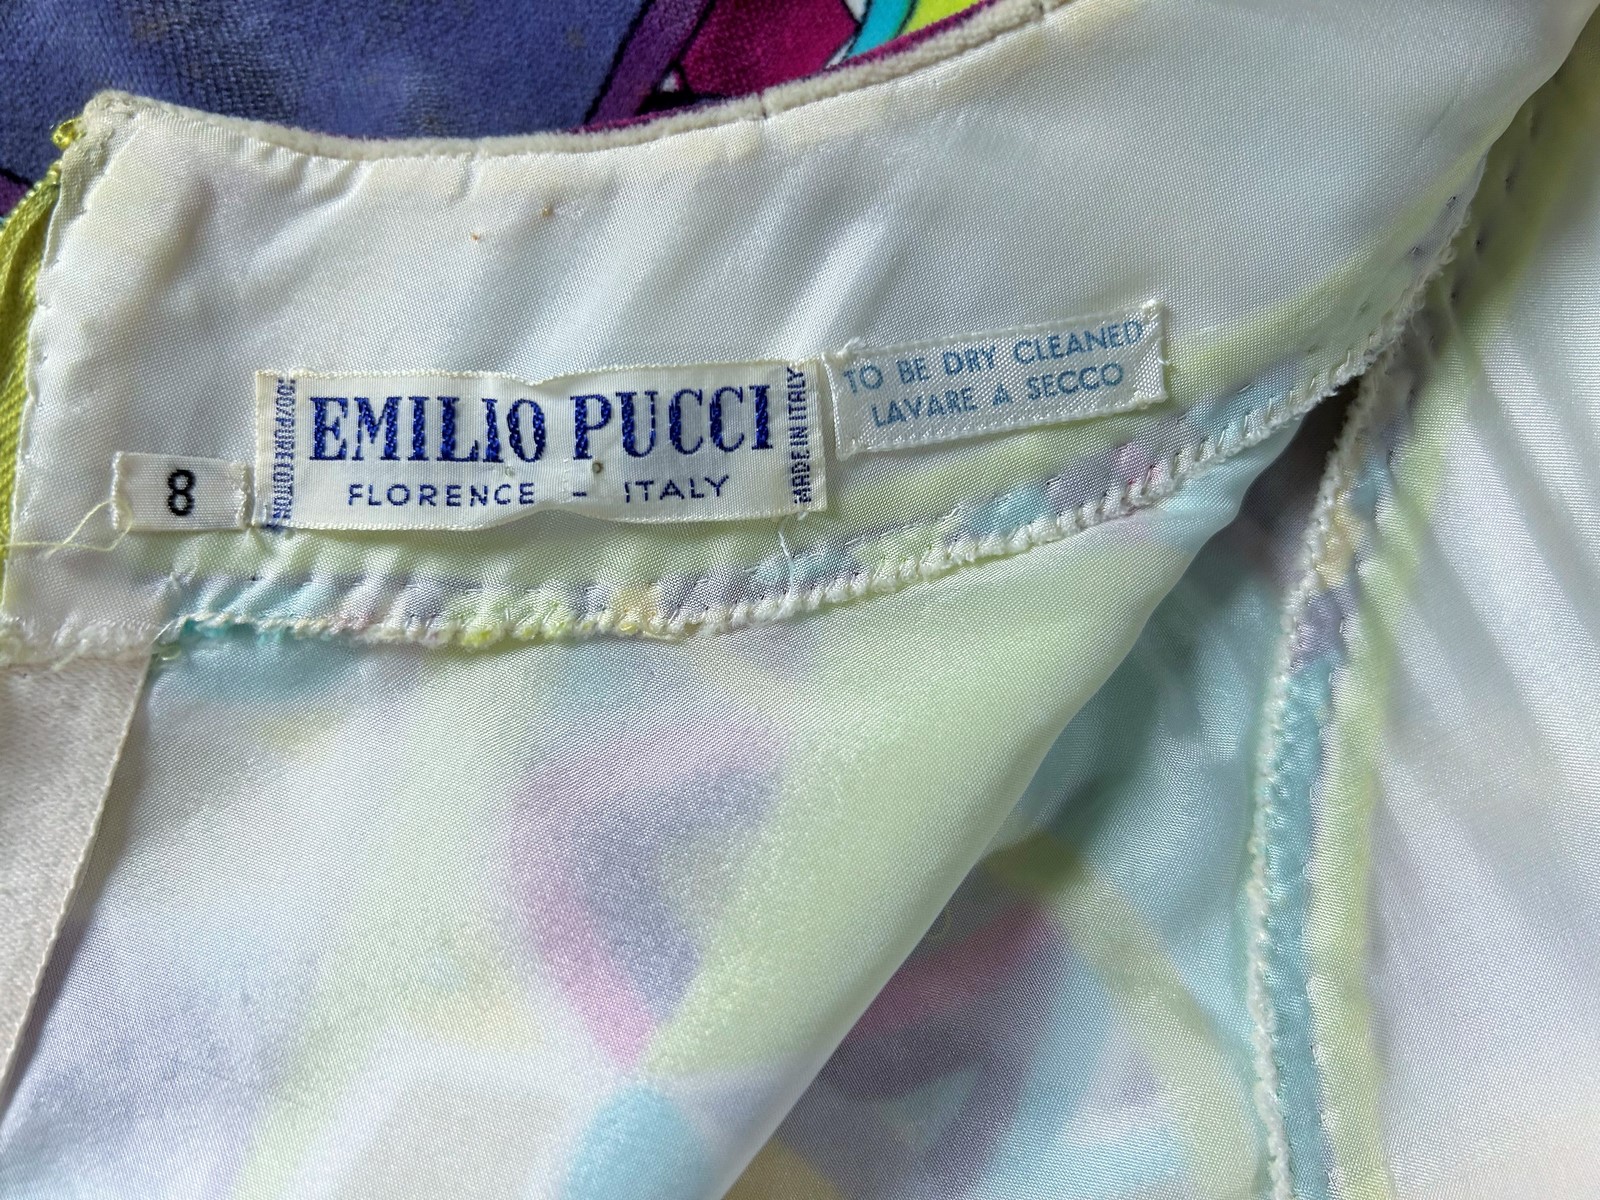 8
100% PURE COTTON
EMILIO PUCCI
FLORENCE - ITALY
MADE IN ITALY
TO BE DRY CLEANED
LAVARE A SECCO